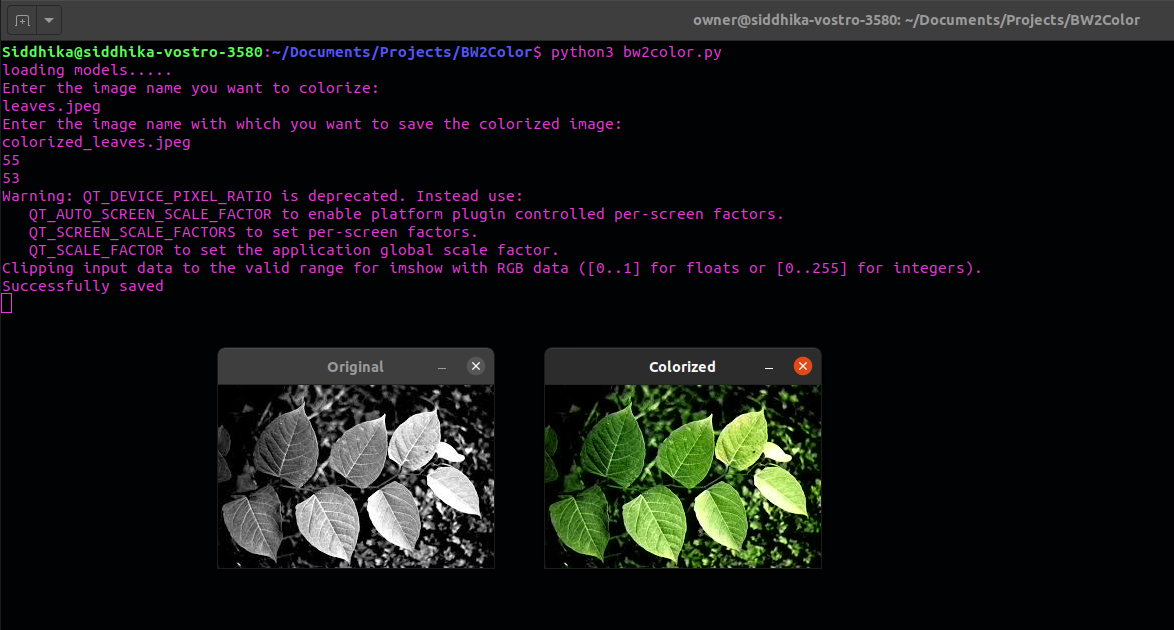 owner@siddhika-vostro-3580: ~/Documents/Projects/BW2Color
Siddhika@siddhika-vostro-3580:~/Documents/Projects/BW2Color$ python3 bw2color.py
loading models.....
Enter the image name you want to colorize:
leaves.jpeg
Enter the image name with which you want to save the colorized image:
colorized_leaves.jpeg
55
53
Warning: QT_DEVICE_PIXEL_RATIO is deprecated. Instead use:
   QT_AUTO_SCREEN_SCALE_FACTOR to enable platform plugin controlled per-screen factors.
   QT_SCREEN_SCALE_FACTORS to set per-screen factors.
   QT_SCALE_FACTOR to set the application global scale factor.
Clipping input data to the valid range for imshow with RGB data ([0..1] for floats or [0..255] for integers).
Successfully saved
Original
Colorized